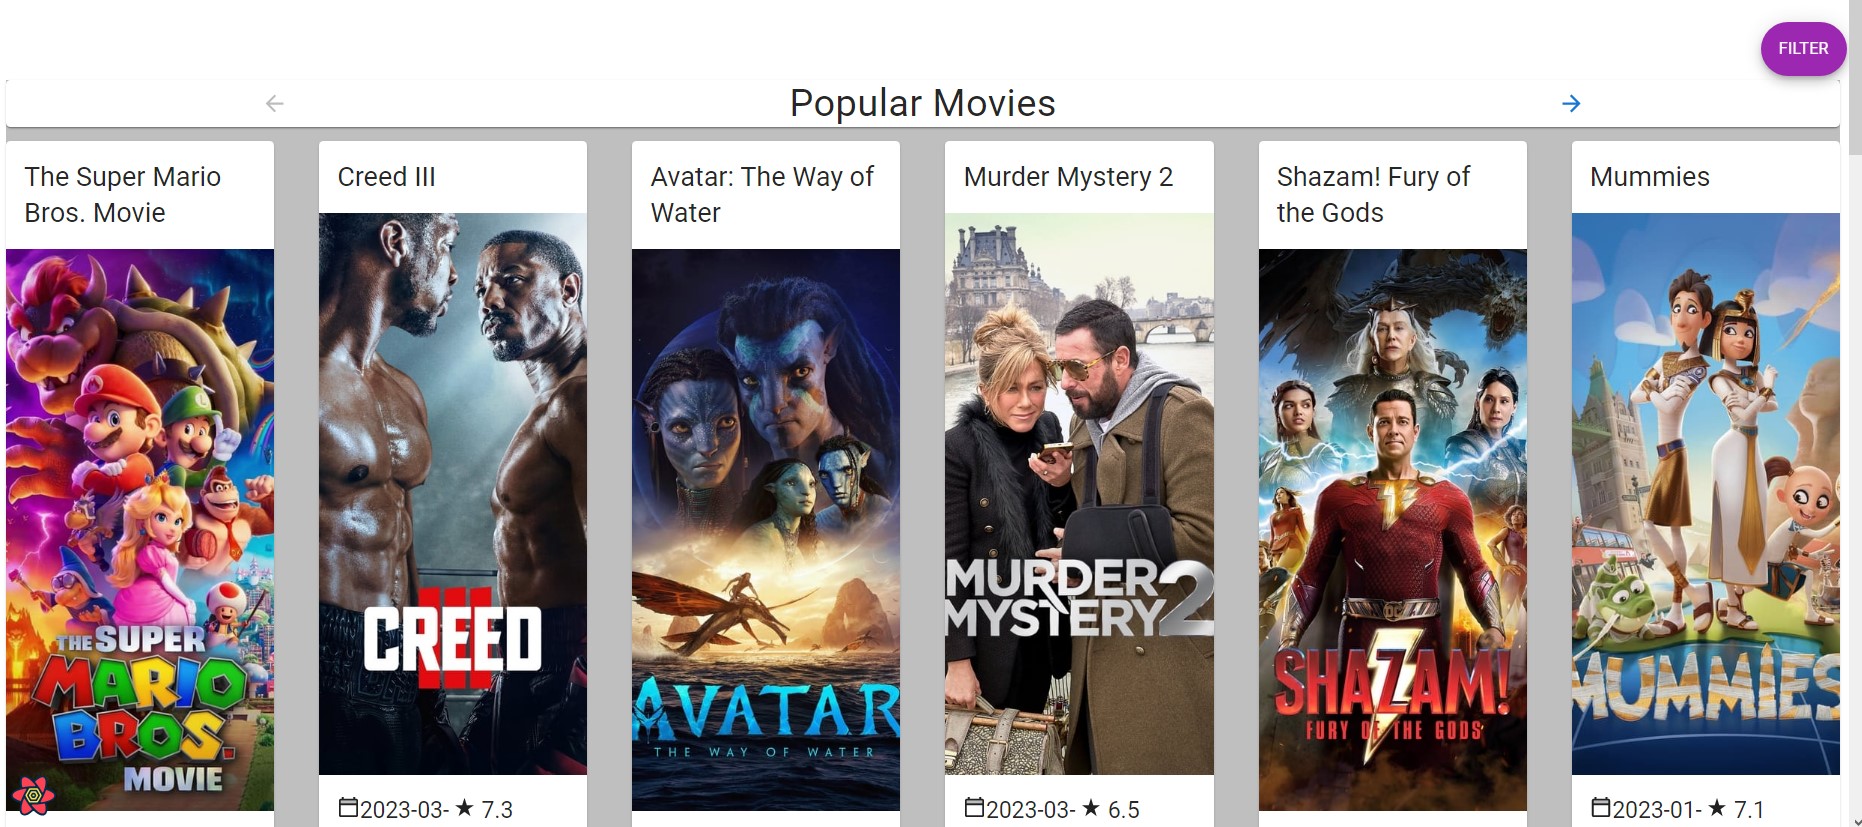 FILTER
Popular Movies
The Super Mario
Bros. Movie
THE SUPER
MARIO
BROS.
MOVIE
Creed III
III
CREED
2023-03- ★ 7.3
Avatar: The Way of
Water
AVATAR
THE WAY OF WATER
Murder Mystery 2
MURDER
MYSTERY 2
2023-03- ★ 6.5
Shazam! Fury of
the Gods
DC
SHAZAM!
FURY OF THE GODS
Mummies
MUMMIES
2023-01- ★ 7.1